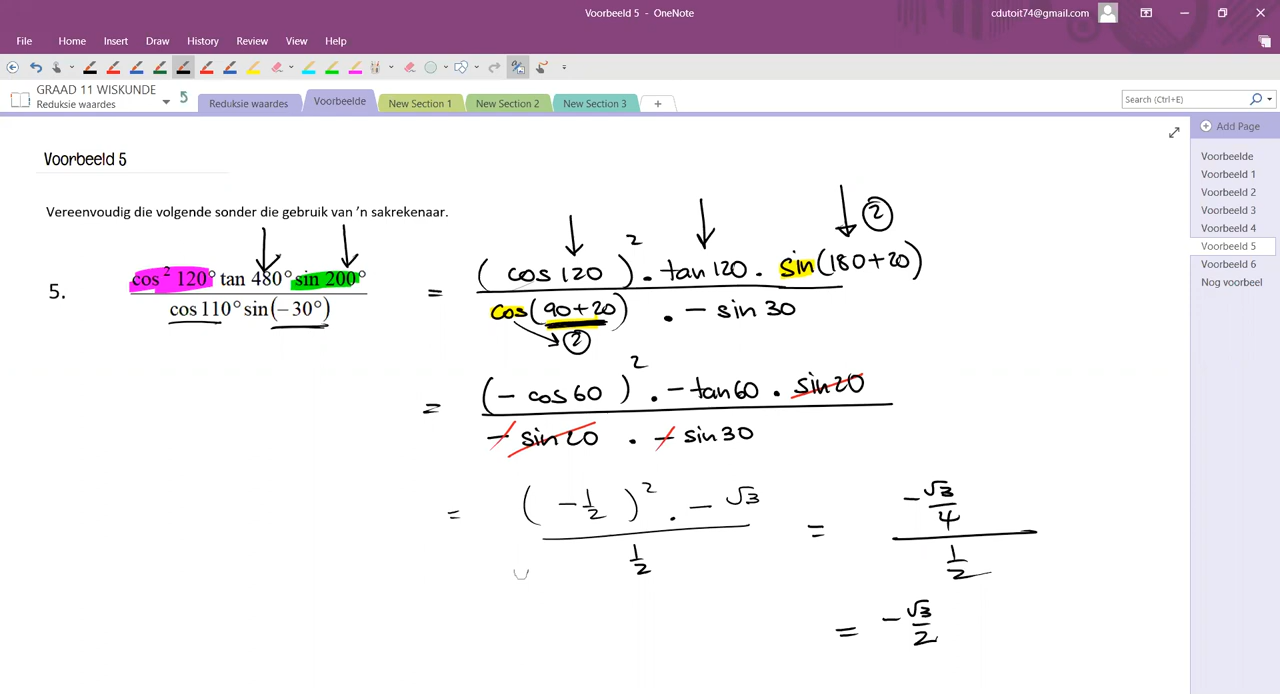 Voorbeeld 5 - OneNote
cdutoit74@gmail.com
File Home Insert Draw History Review View Help
GRAAD 11 WISKUNDE
Reduksie waardes
Reduksie waardes Voorbeelde New Section 1 New Section 2 New Section 3 +
Search (Ctrl+E)
Add Page
Voorbeelde
Voorbeeld 1
Voorbeeld 2
Voorbeeld 3
Voorbeeld 4
Voorbeeld 5
Voorbeeld 6
Nog voorbeel
Voorbeeld 5
Vereenvoudig die volgende sonder die gebruik van 'n sakrekenaar.
②
5.
cos² 120° tan 480° sin 200°
cos110° sin(−30°)
= (cos 120)² . tan 120 . sin(180+20)
cos(90+20) . − sin 30
②
= (− cos 60)² . − tan 60 . sin 20
− sin 20 . − sin 30
= (− 1/2)² . − √3
1/2
= − √3/4
1/2
= − √3/2